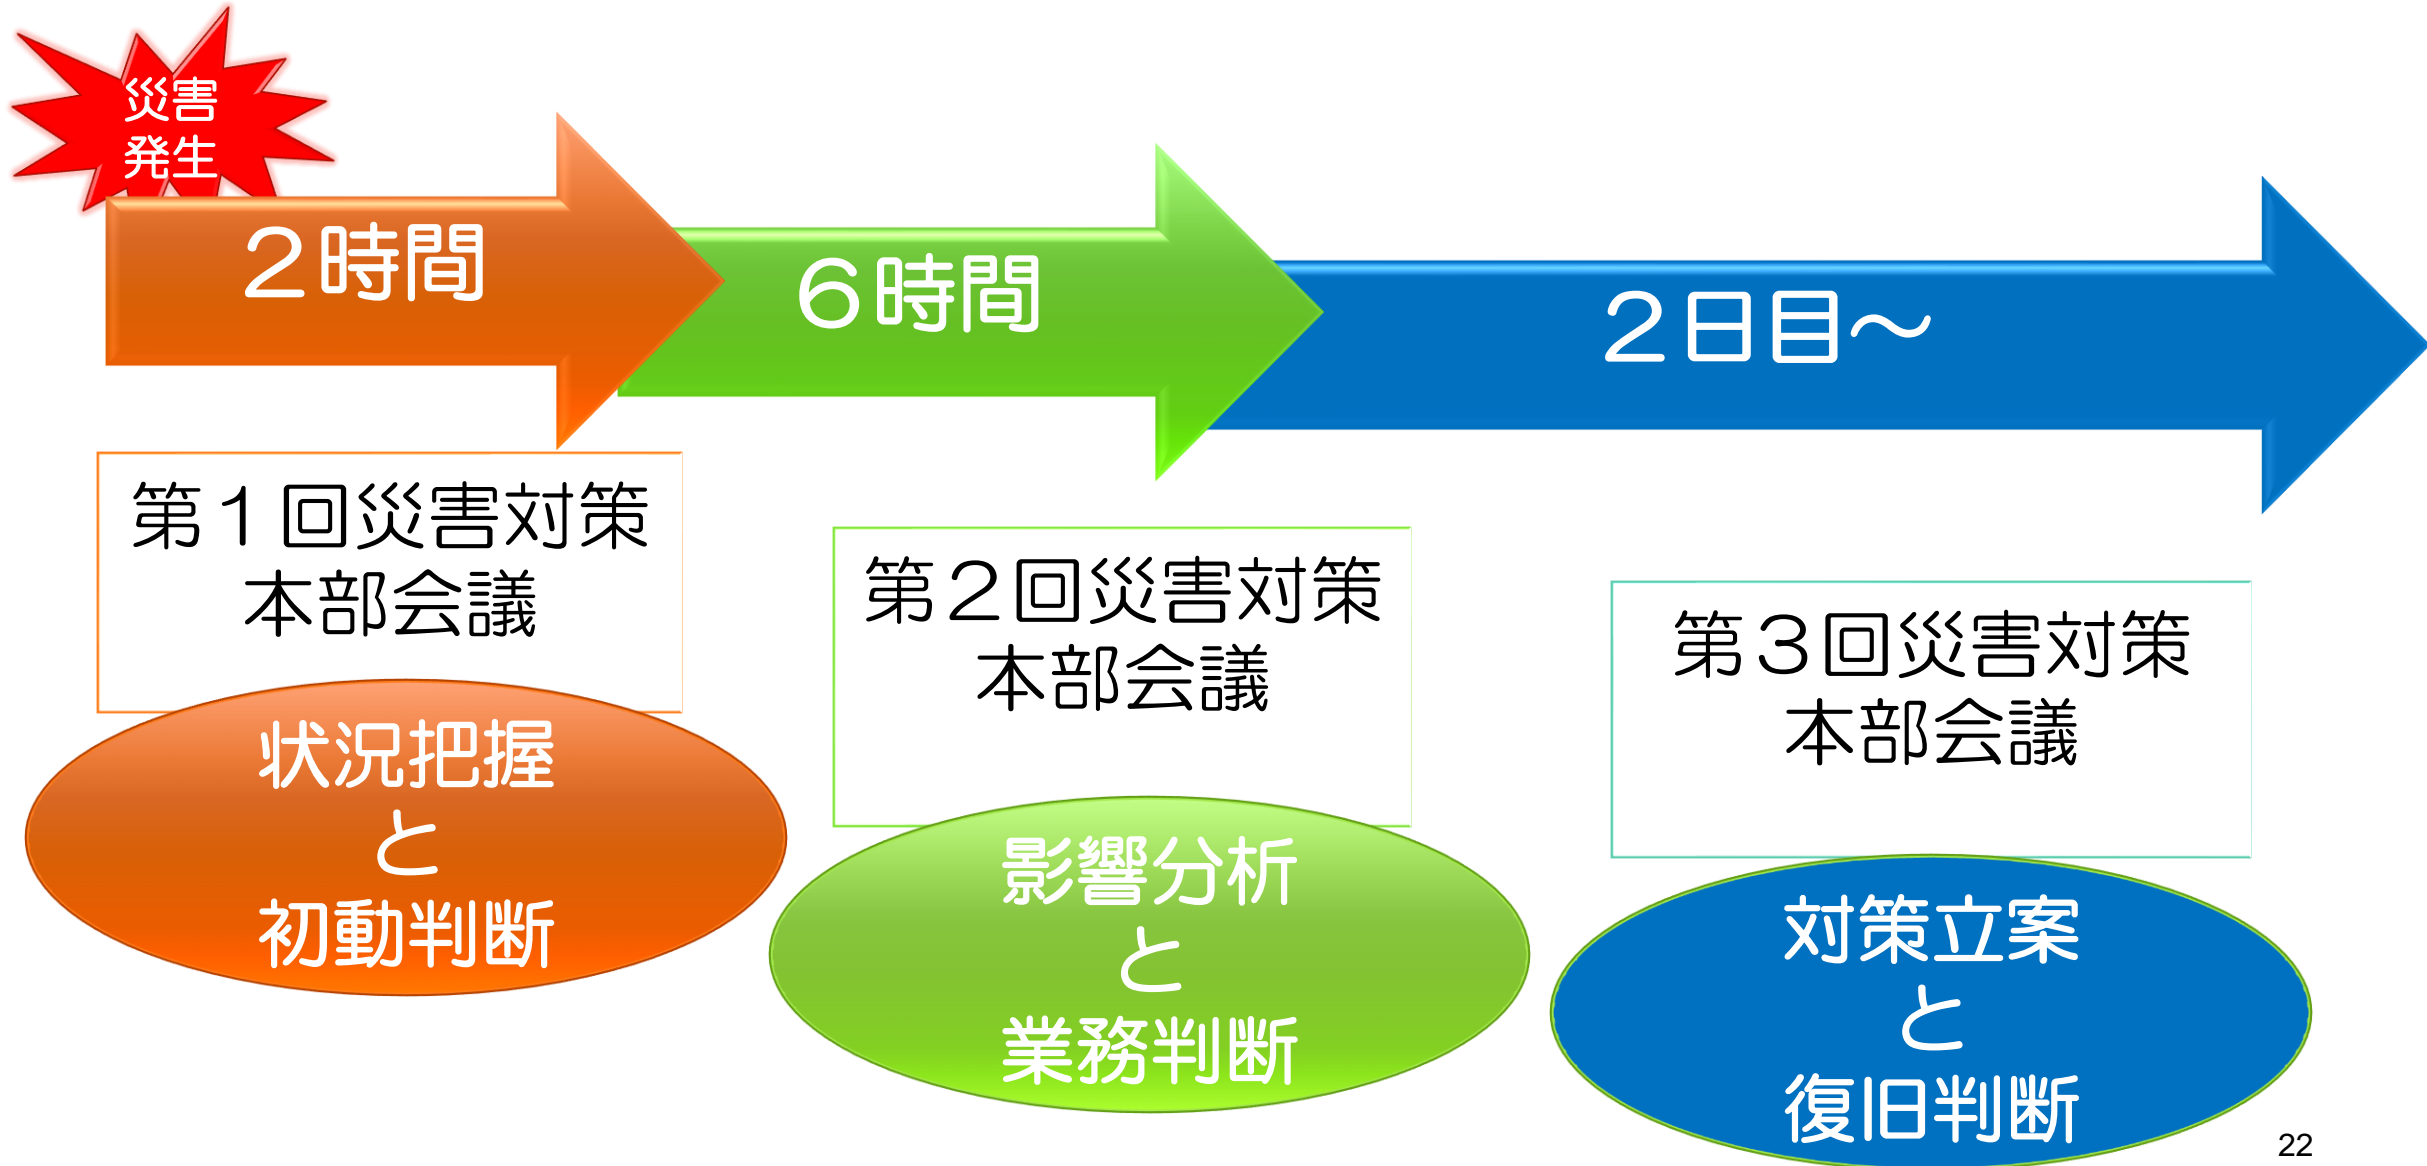 災害
発生
２時間
６時間
２日目～
第１回災害対策
本部会議
状況把握
と
初動判断
第２回災害対策
本部会議
影響分析
と
業務判断
第３回災害対策
本部会議
対策立案
と
復旧判断
22